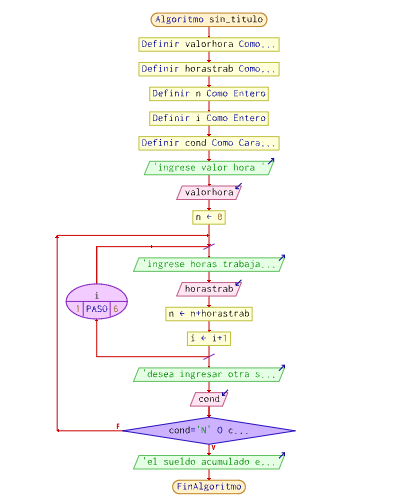 Algoritmo sin_titulo
Definir valorhora Como...
Definir horastrab Como...
Definir n Como Entero
Definir i Como Entero
Definir cond Como Cara...
'ingrese valor hora '
valorhora
n ← 0
'ingrese horas trabaja...
i
1 PASO 6
horastrab
n ← n+horastrab
i ← i+1
'desea ingresar otra s...
cond
cond='N' O c...
F
V
'el sueldo acumulado e...
FinAlgoritmo